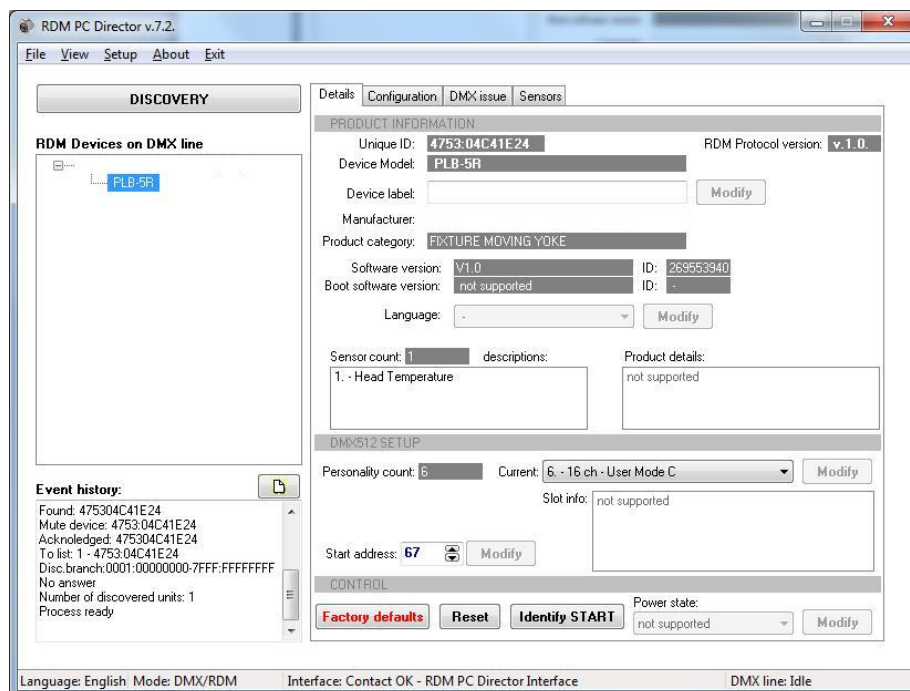 RDM PC Director v.7.2.
File View Setup About Exit
DISCOVERY
RDM Devices on DMX line
PLB-5R
Event history:
Found: 475304C41E24
Mute device: 4753:04C41E24
Acknoledged: 475304C41E24
To list: 1 - 4753:04C41E24
Disc.branch:0001:00000000-7FFF:FFFFFFFF
No answer
Number of discovered units: 1
Process ready
Details Configuration DMX issue Sensors
PRODUCT INFORMATION
Unique ID: 4753:04C41E24 RDM Protocol version: v.1.0.
Device Model: PLB-5R
Device label: Modify
Manufacturer:
Product category: FIXTURE MOVING YOKE
Software version: V1.0 ID: 269553940
Boot software version: not supported ID: -
Language: - Modify
Sensor count: 1 descriptions: Product details:
1. - Head Temperature not supported
DMX512 SETUP
Personality count: 6 Current: 6. - 16 ch - User Mode C Modify
Slot info: not supported
Start address: 67 Modify
CONTROL
Factory defaults Reset Identify START Power state: not supported Modify
Language: English Mode: DMX/RDM Interface: Contact OK - RDM PC Director Interface DMX line: Idle